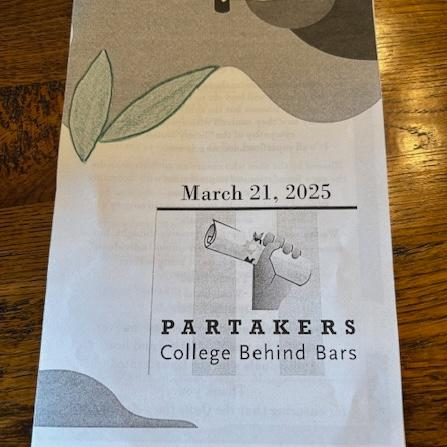 March 21, 2025
PARTAKERS
College Behind Bars